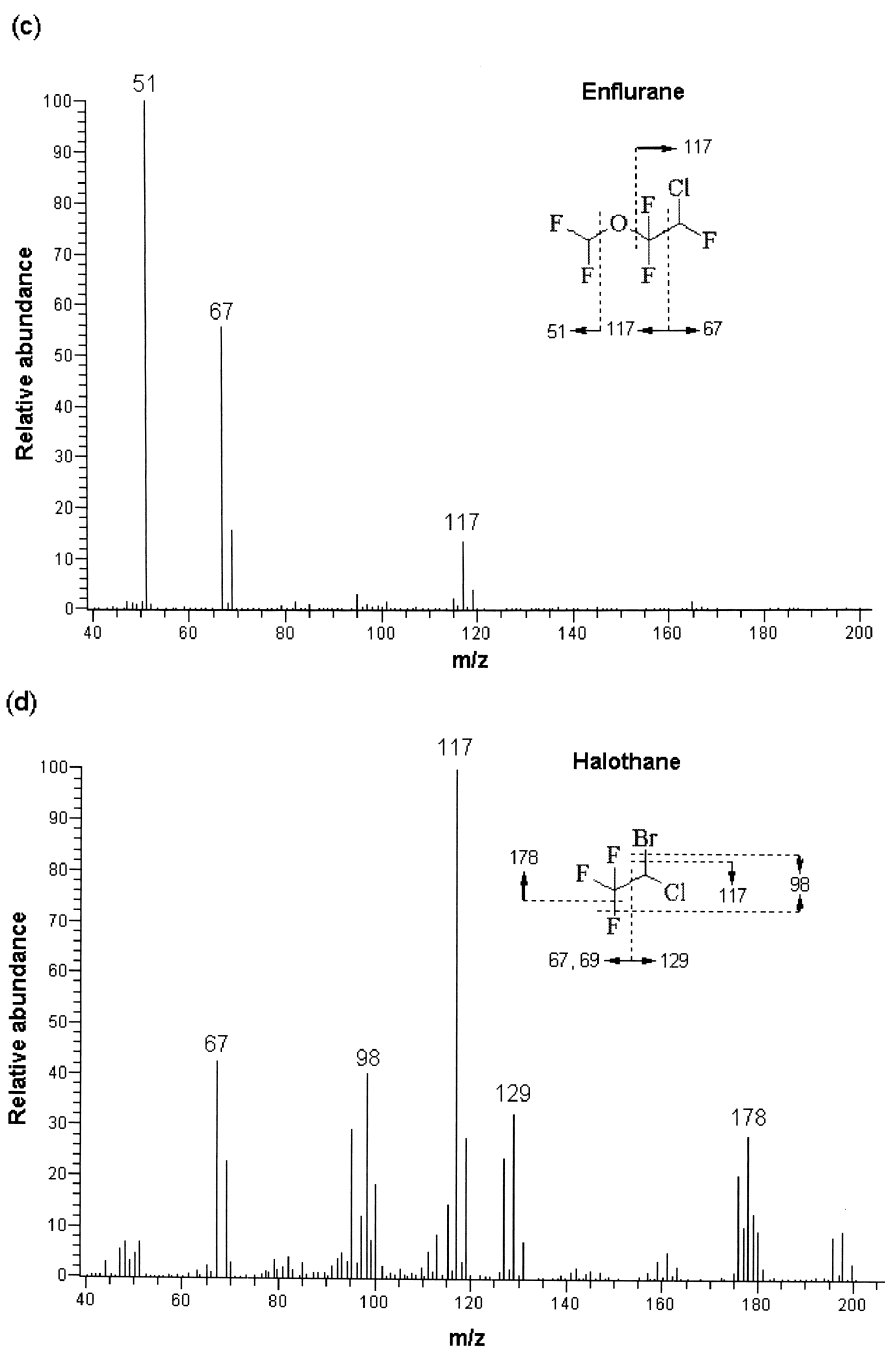 (c)
51
Enflurane
117
Cl
F O F F
F F
67
51 117 67
117
Relative abundance
100
90
80
70
60
50
40
30
20
10
0
40 60 80 100 120 140 160 180 200
m/z
(d)
117
Halothane
Br
178 F
F
Cl 117 98
F
67, 69 129
67
98
129
178
Relative abundance
100
90
80
70
60
50
40
30
20
10
0
40 60 80 100 120 140 160 180 200
m/z